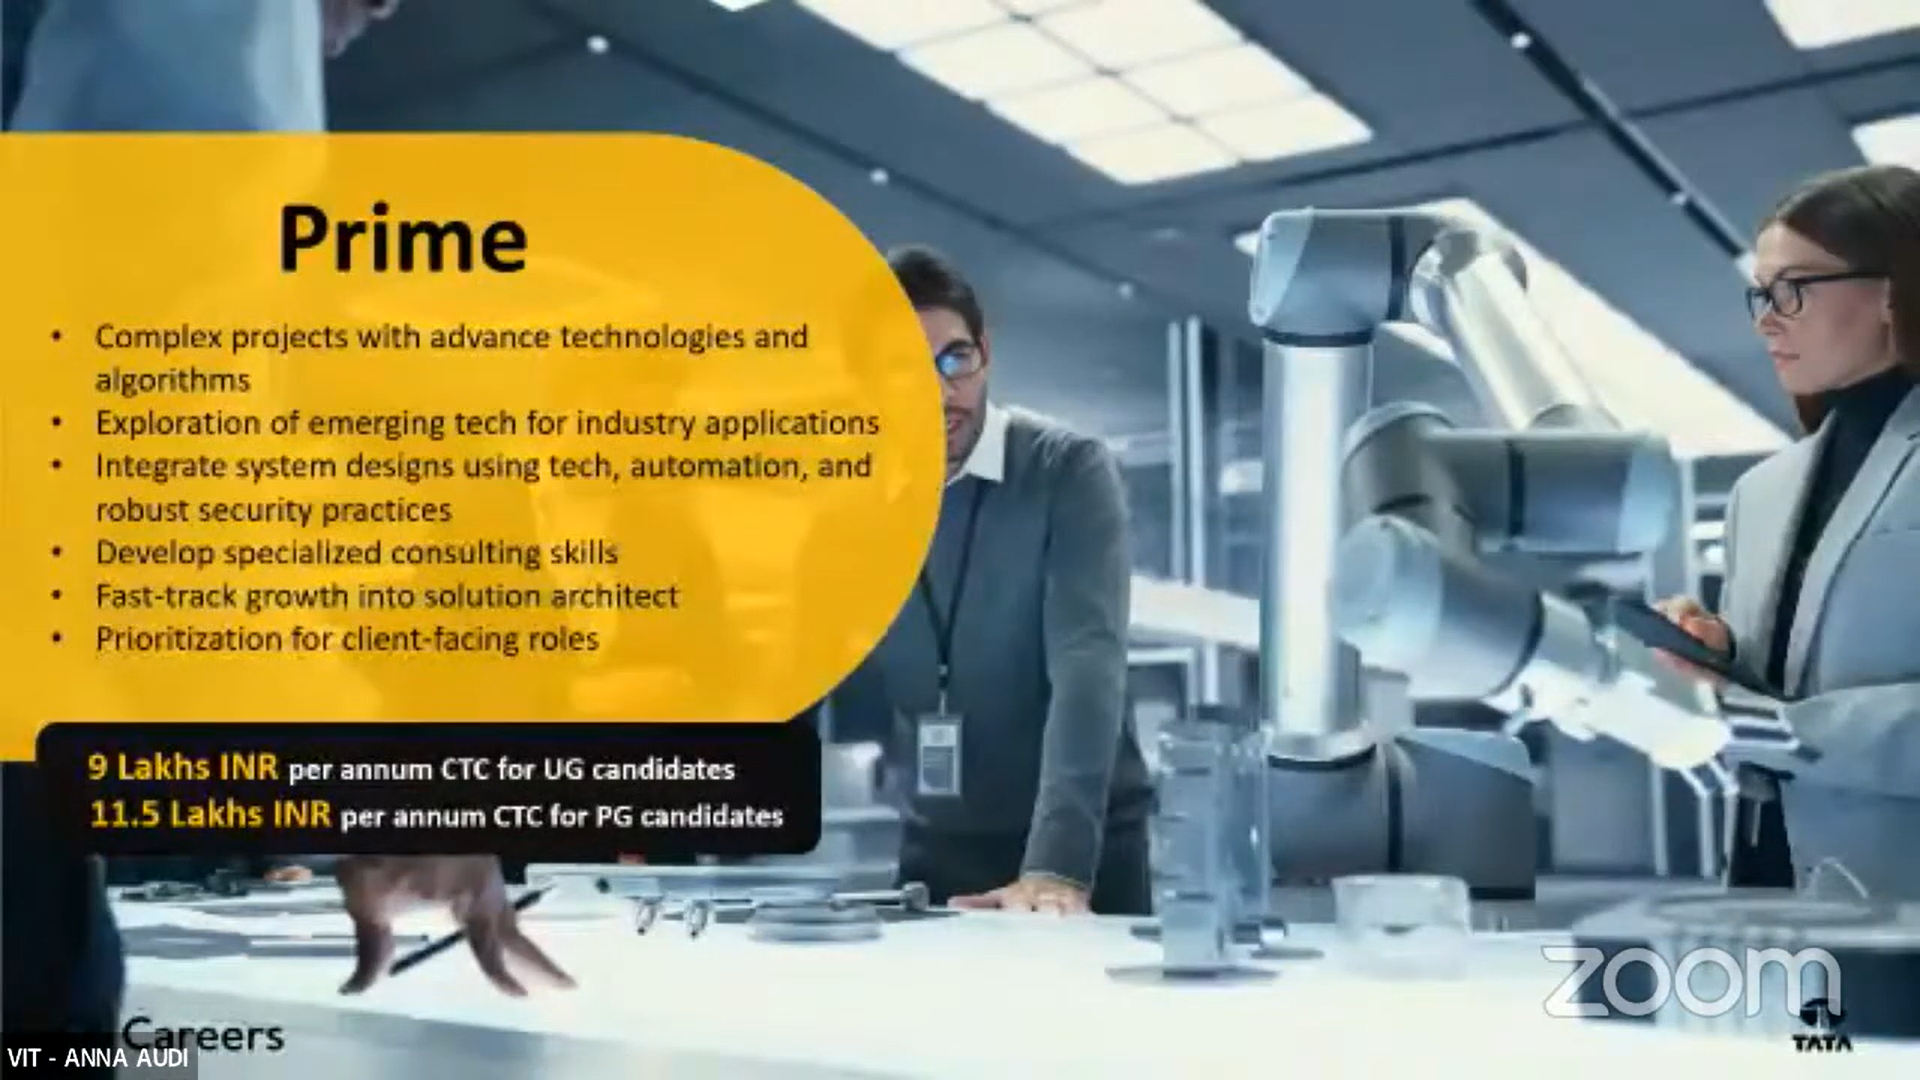 Prime
• Complex projects with advance technologies and
algorithms
• Exploration of emerging tech for industry applications
• Integrate system designs using tech, automation, and
robust security practices
• Develop specialized consulting skills
• Fast-track growth into solution architect
• Prioritization for client-facing roles
9 Lakhs INR per annum CTC for UG candidates
11.5 Lakhs INR per annum CTC for PG candidates
zoom
TATA
Careers
VIT - ANNA AUDI